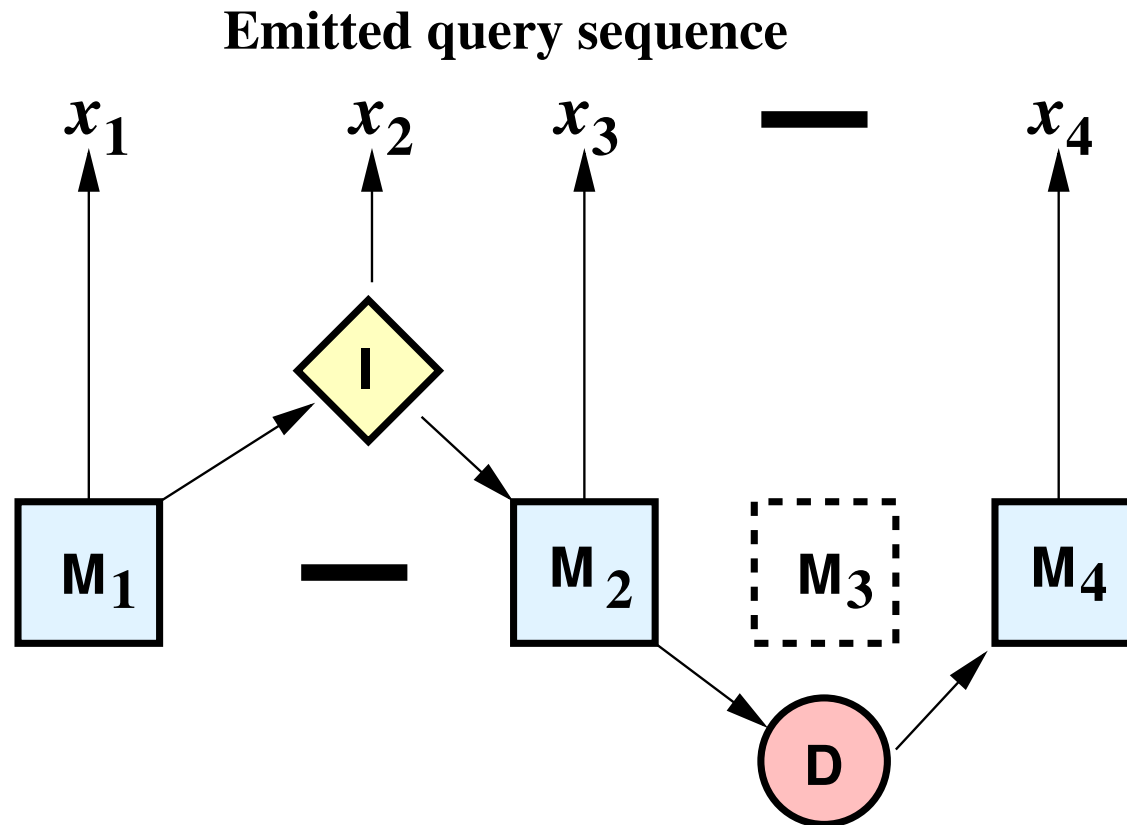 Emitted query sequence
x1 x2 x3 — x4
I
M1 — M2 M3 M4
D